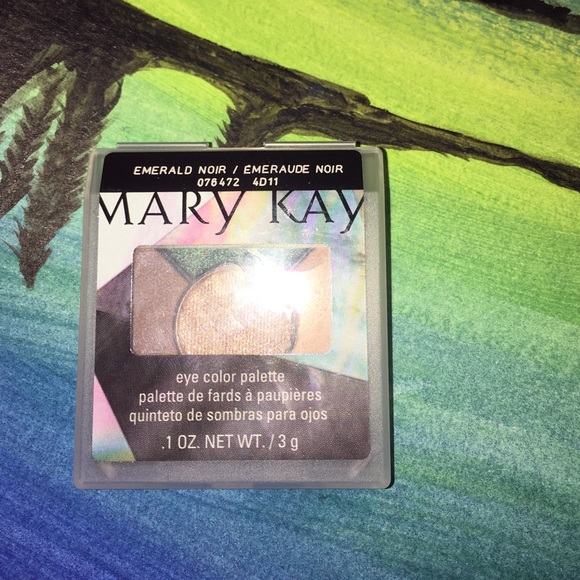 EMERALD NOIR / ÉMERAUDE NOIR
076472 4D11
MARY KAY
eye color palette
palette de fards à paupières
quinteto de sombras para ojos
.1 OZ. NET WT. / 3 g